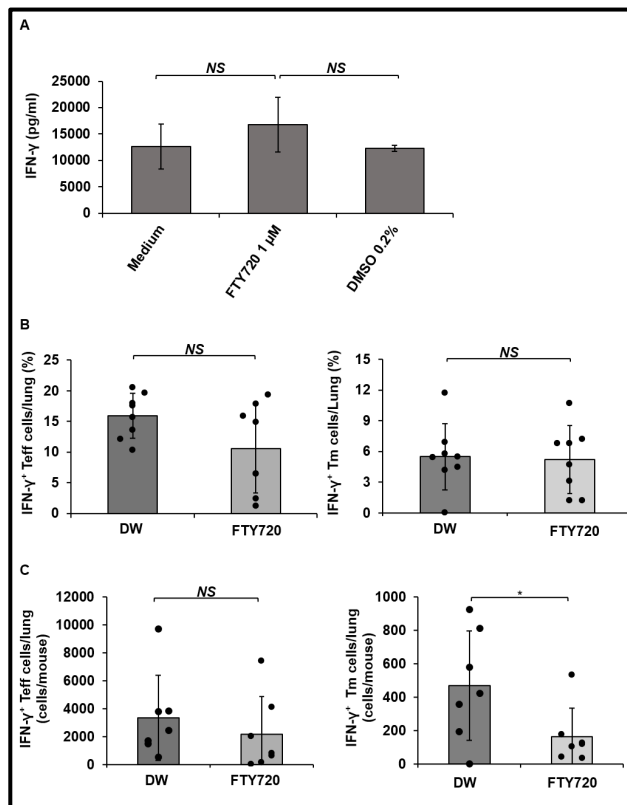 A
NS NS
25000
20000
15000
10000
5000
0
IFN-γ (pg/ml)
Medium
FTY720 1 μM
DMSO 0.2%
B
NS
25
20
15
10
5
0
IFN-γ+ Teff cells/lung (%)
DW FTY720
NS
15
12
9
6
3
0
IFN-γ+ Tm cells/Lung (%)
DW FTY720
C
NS
12000
10000
8000
6000
4000
2000
0
IFN-γ+ Teff cells/lung
(cells/mouse)
DW FTY720
*
1000
800
600
400
200
0
IFN-γ+ Tm cells/lung
(cells/mouse)
DW FTY720